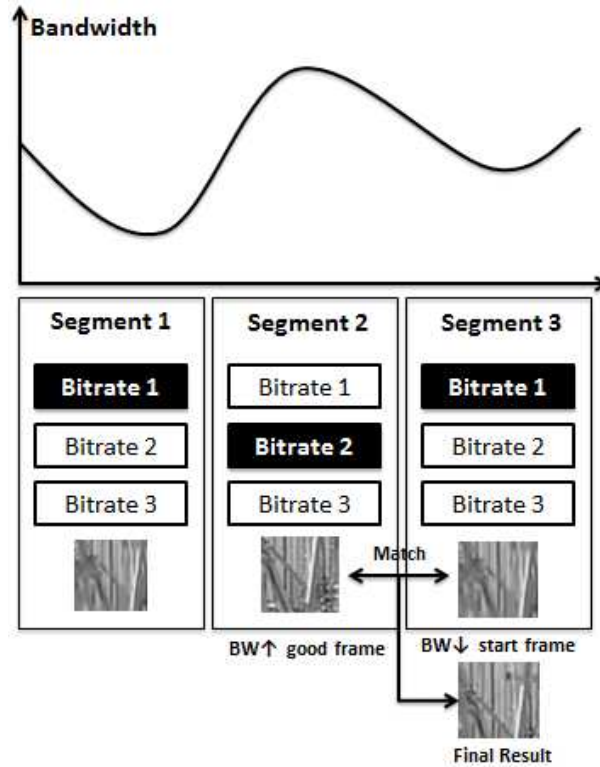 Bandwidth
Segment 1
Bitrate 1
Bitrate 2
Bitrate 3
Segment 2
Bitrate 1
Bitrate 2
Bitrate 3
Segment 3
Bitrate 1
Bitrate 2
Bitrate 3
Match
BW↑ good frame
BW↓ start frame
Final Result